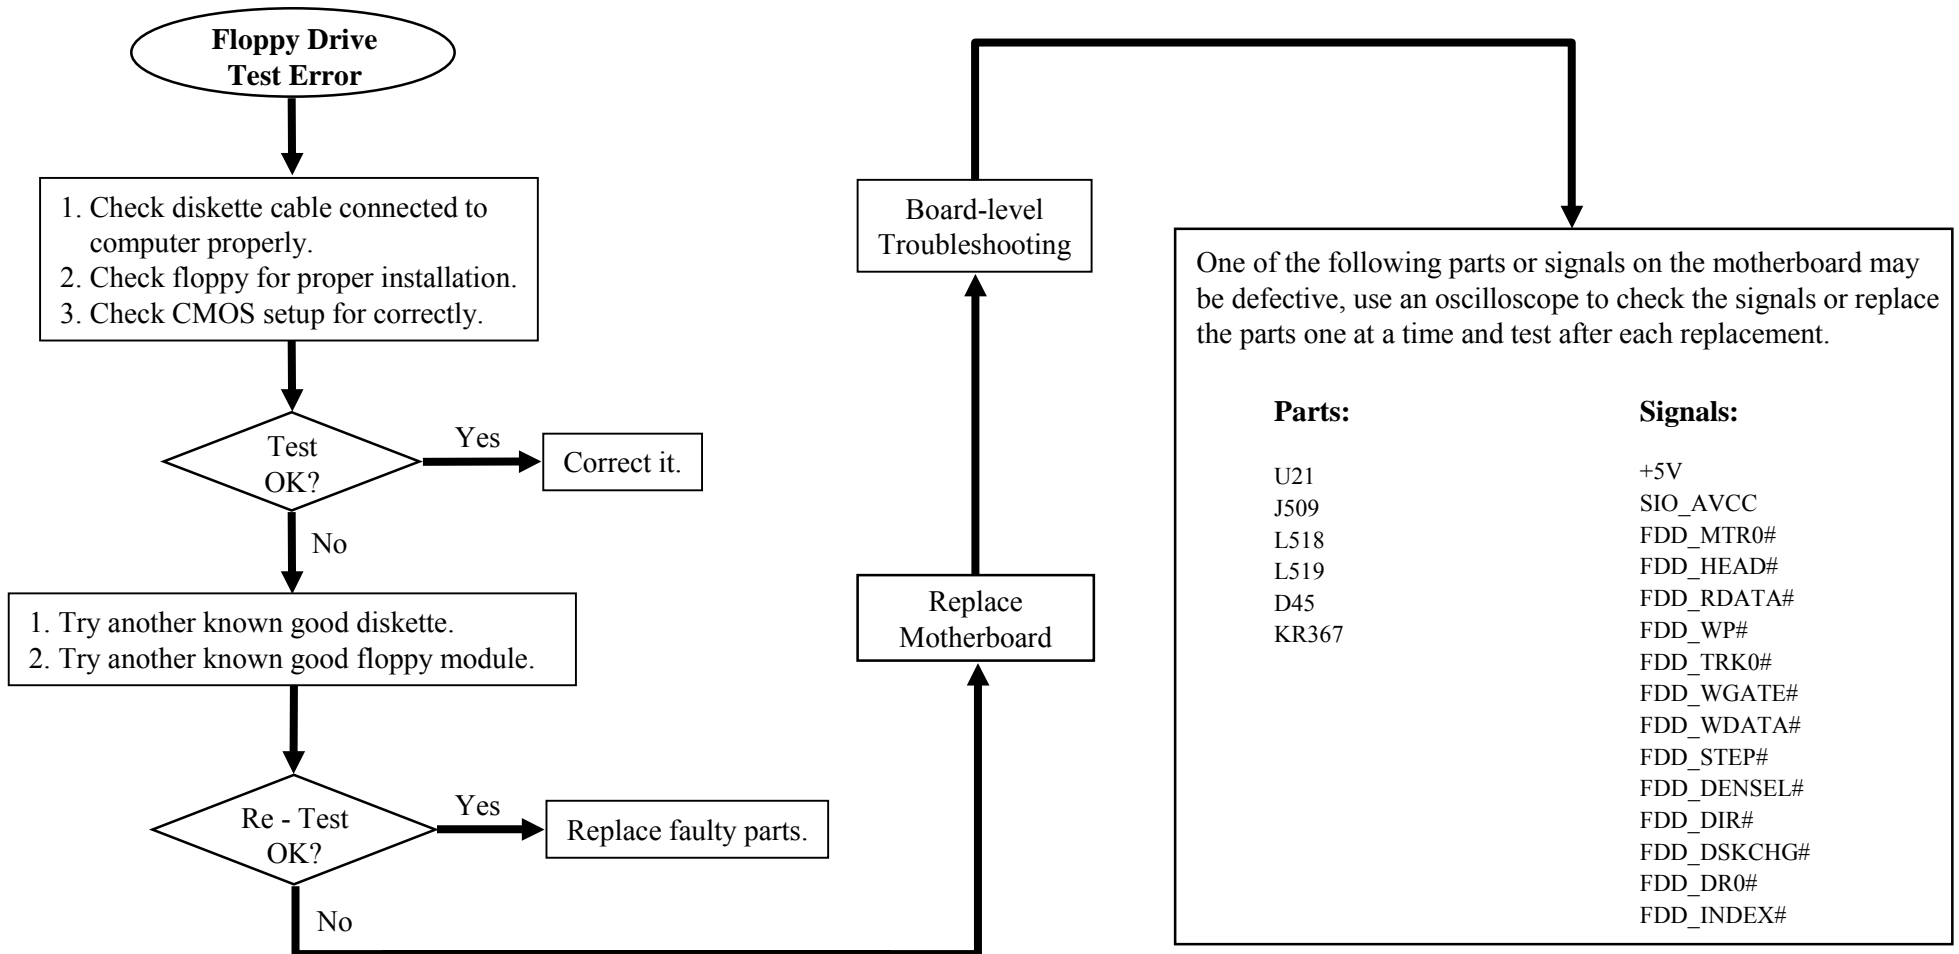 Floppy Drive
Test Error
1. Check diskette cable connected to
computer properly.
2. Check floppy for proper installation.
3. Check CMOS setup for correctly.
Test
OK?
Yes
Correct it.
No
1. Try another known good diskette.
2. Try another known good floppy module.
Re - Test
OK?
Yes
Replace faulty parts.
No
Replace
Motherboard
Board-level
Troubleshooting
One of the following parts or signals on the motherboard may
be defective, use an oscilloscope to check the signals or replace
the parts one at a time and test after each replacement.
Parts:
U21
J509
L518
L519
D45
KR367
Signals:
+5V
SIO_AVCC
FDD_MTR0#
FDD_HEAD#
FDD_RDATA#
FDD_WP#
FDD_TRK0#
FDD_WGATE#
FDD_WDATA#
FDD_STEP#
FDD_DENSEL#
FDD_DIR#
FDD_DSKCHG#
FDD_DR0#
FDD_INDEX#